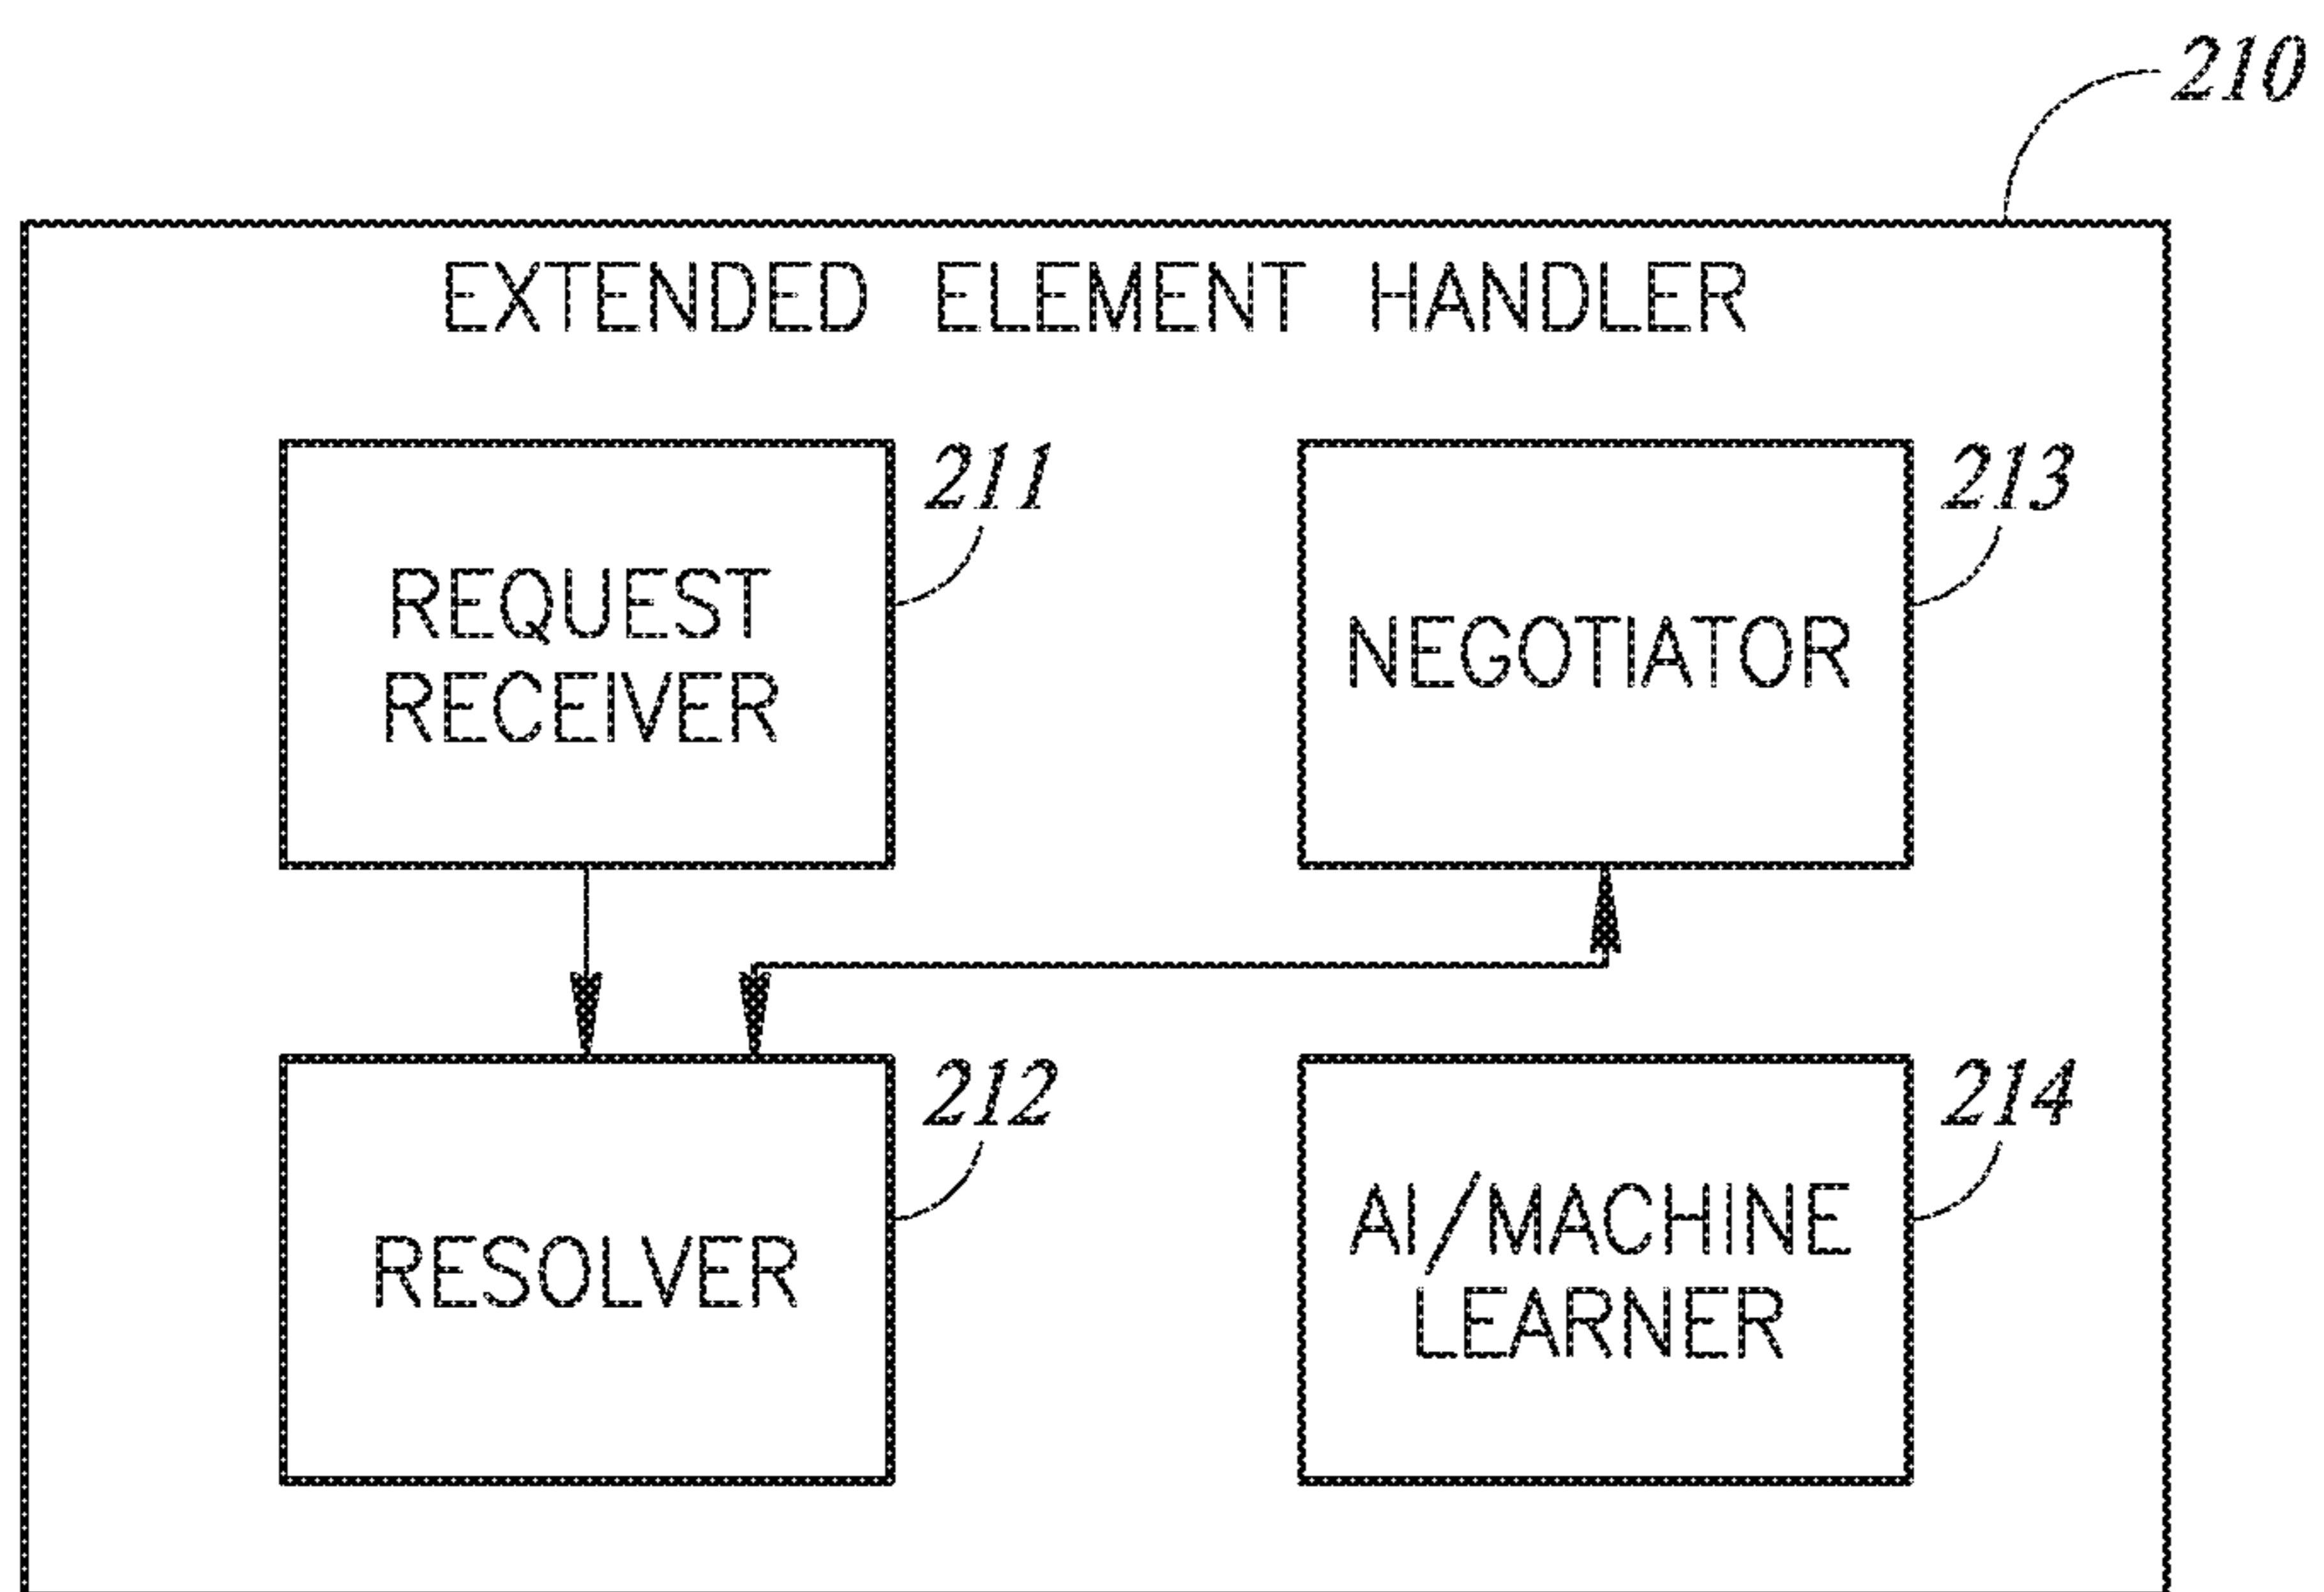 210
EXTENDED ELEMENT HANDLER
211
REQUEST
RECEIVER
213
NEGOTIATOR
212
RESOLVER
214
AI/MACHINE
LEARNER